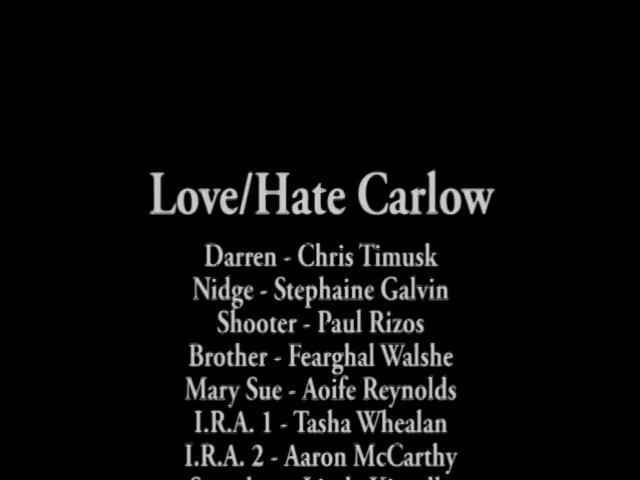 Love/Hate Carlow
Darren - Chris Timusk
Nidge - Stephaine Galvin
Shooter - Paul Rizos
Brother - Fearghal Walshe
Mary Sue - Aoife Reynolds
I.R.A. 1 - Tasha Whealan
I.R.A. 2 - Aaron McCarthy